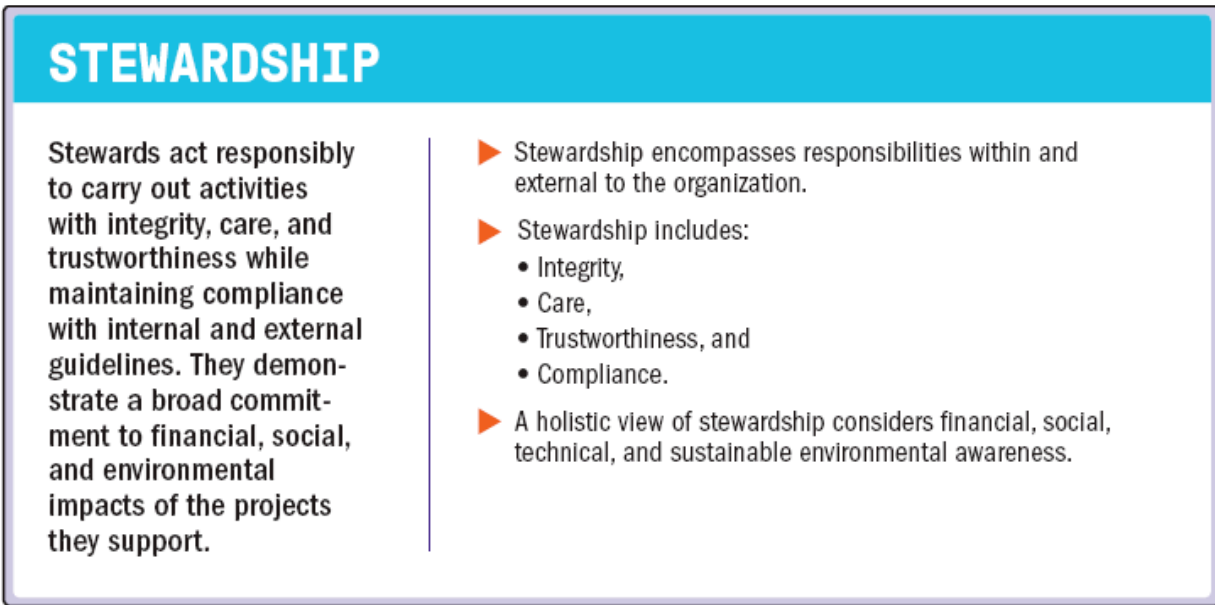 STEWARDSHIP
Stewards act responsibly
to carry out activities
with integrity, care, and
trustworthiness while
maintaining compliance
with internal and external
guidelines. They demon-
strate a broad commit-
ment to financial, social,
and environmental
impacts of the projects
they support.
▶ Stewardship encompasses responsibilities within and
external to the organization.
▶ Stewardship includes:
• Integrity,
• Care,
• Trustworthiness, and
• Compliance.
▶ A holistic view of stewardship considers financial, social,
technical, and sustainable environmental awareness.